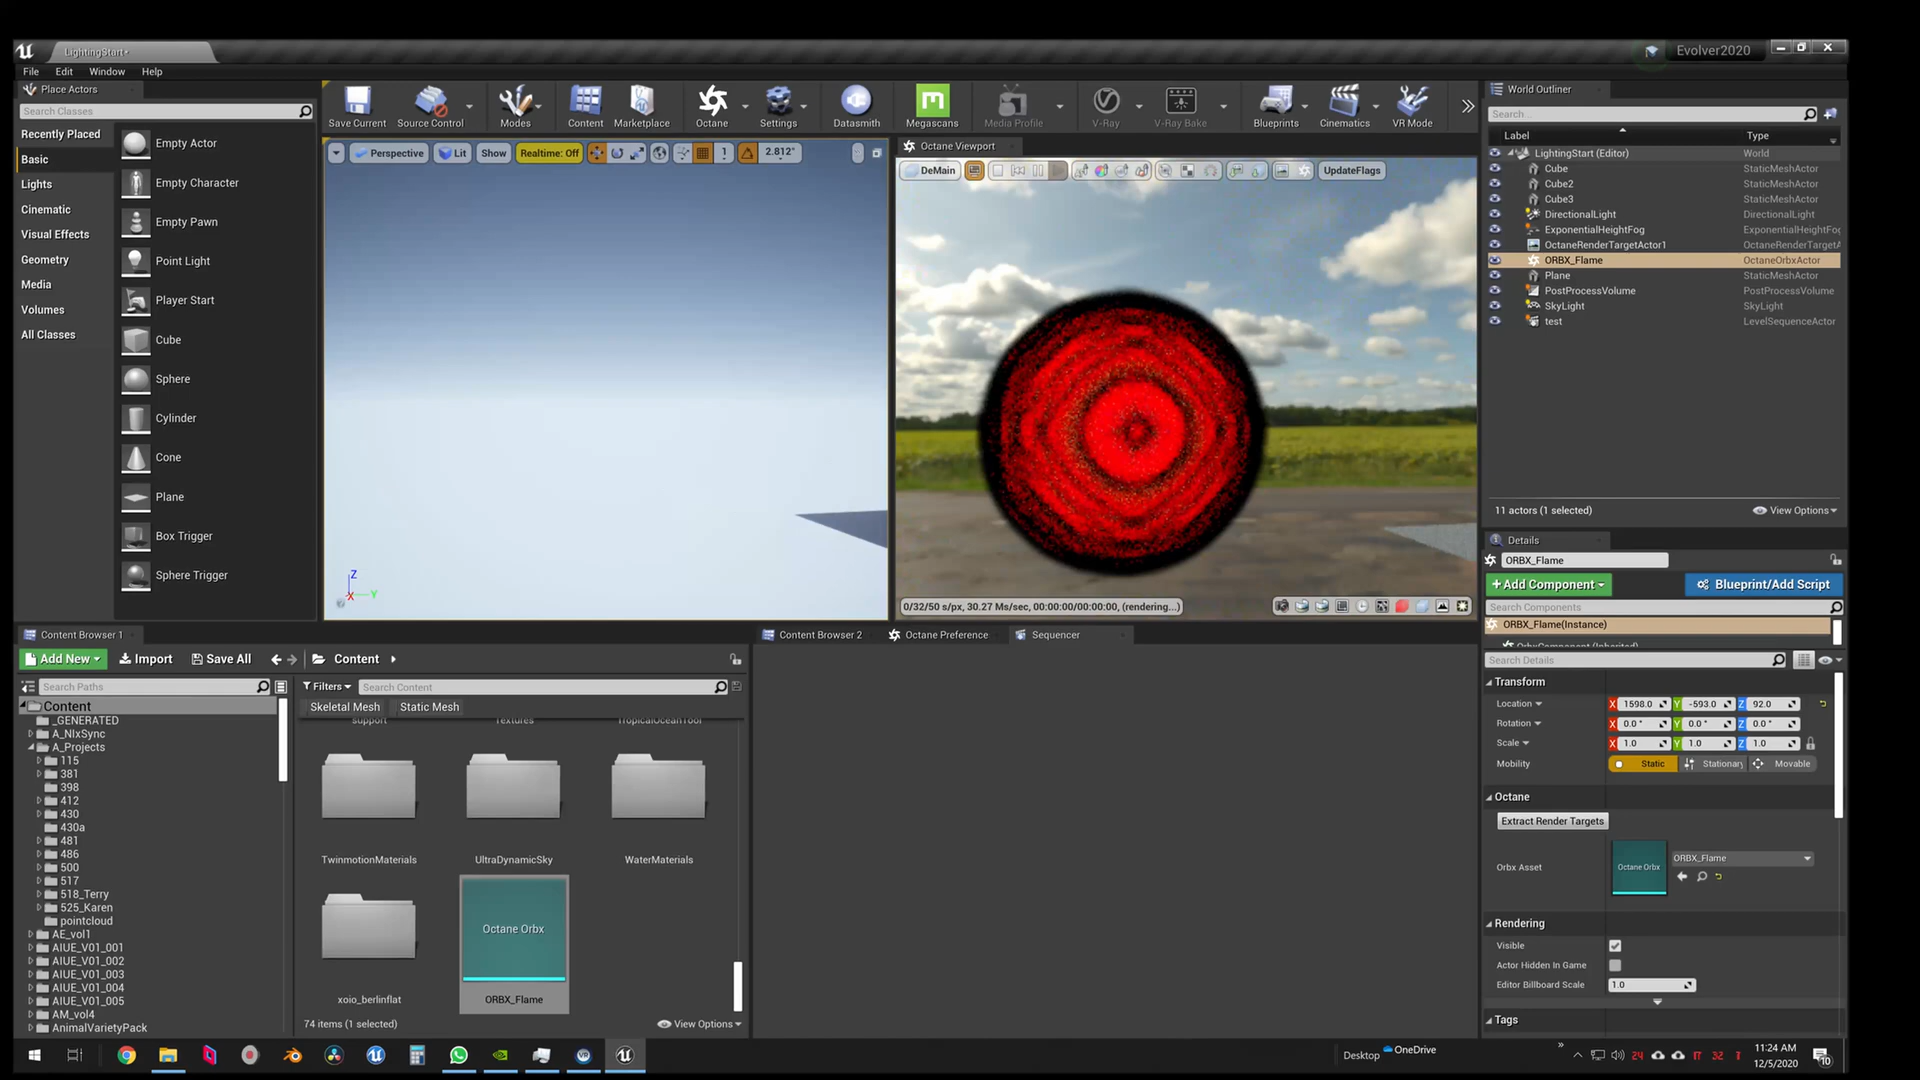 LightingStart•
Evolver2020
File Edit Window Help
Place Actors
Search Classes
Recently Placed
Basic
Lights
Cinematic
Visual Effects
Geometry
Media
Volumes
All Classes
Empty Actor
Empty Character
Empty Pawn
Point Light
Player Start
Cube
Sphere
Cylinder
Cone
Plane
Box Trigger
Sphere Trigger
Save Current Source Control Modes Content Marketplace Octane Settings Datasmith Megascans Media Profile V-Ray V-Ray Bake Blueprints Cinematics VR Mode
Perspective Lit Show Realtime: Off 1 2.812°
Z
X Y
Octane Viewport
DeMain UpdateFlags
0/32/50 s/px, 30.27 Ms/sec, 00:00:00/00:00:00, (rendering...)
World Outliner
Search...
Label Type
LightingStart (Editor) World
Cube StaticMeshActor
Cube2 StaticMeshActor
Cube3 StaticMeshActor
DirectionalLight DirectionalLight
ExponentialHeightFog ExponentialHeightFog
OctaneRenderTargetActor1 OctaneRenderTargetA
ORBX_Flame OctaneOrbxActor
Plane StaticMeshActor
PostProcessVolume PostProcessVolume
SkyLight SkyLight
test LevelSequenceActor
11 actors (1 selected) View Options
Details
ORBX_Flame
+Add Component Blueprint/Add Script
Search Components
ORBX_Flame(Instance)
OrbxComponent (Inherited)
Search Details
Transform
Location X 1598.0 Y -593.0 Z 92.0
Rotation X 0.0 ° Y 0.0 ° Z 0.0 °
Scale X 1.0 Y 1.0 Z 1.0
Mobility Static Stationary Movable
Octane
Extract Render Targets
Orbx Asset Octane Orbx ORBX_Flame
Rendering
Visible
Actor Hidden In Game
Editor Billboard Scale 1.0
Tags
Content Browser 1
Add New Import Save All Content
Search Paths
Content
_GENERATED
A_NIxSync
A_Projects
115
381
398
412
430
430a
481
486
500
517
518_Terry
525_Karen
pointcloud
AE_vol1
AIUE_V01_001
AIUE_V01_002
AIUE_V01_003
AIUE_V01_004
AIUE_V01_005
AM_vol4
AnimalVarietyPack
Filters Search Content
Skeletal Mesh Static Mesh
support Textures TropicalOceanTool
TwinmotionMaterials UltraDynamicSky WaterMaterials
Octane Orbx
xoio_berlinflat ORBX_Flame
74 items (1 selected) View Options
Content Browser 2 Octane Preference Sequencer
Desktop OneDrive
24 32
11:24 AM
12/5/2020
10